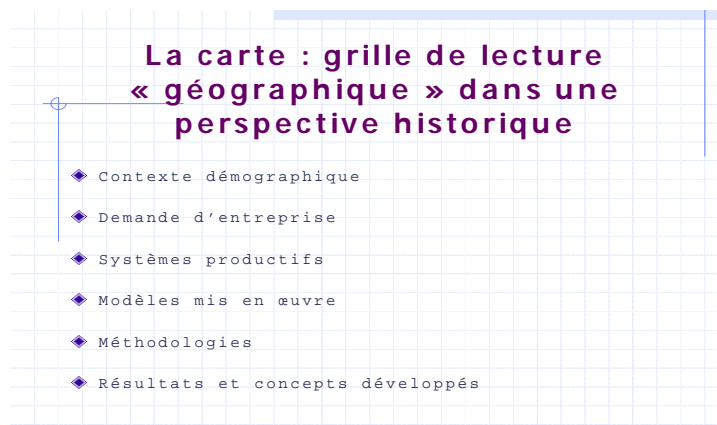 La carte : grille de lecture
« géographique » dans une
perspective historique
Contexte démographique
Demande d’entreprise
Systèmes productifs
Modèles mis en œuvre
Méthodologies
Résultats et concepts développés